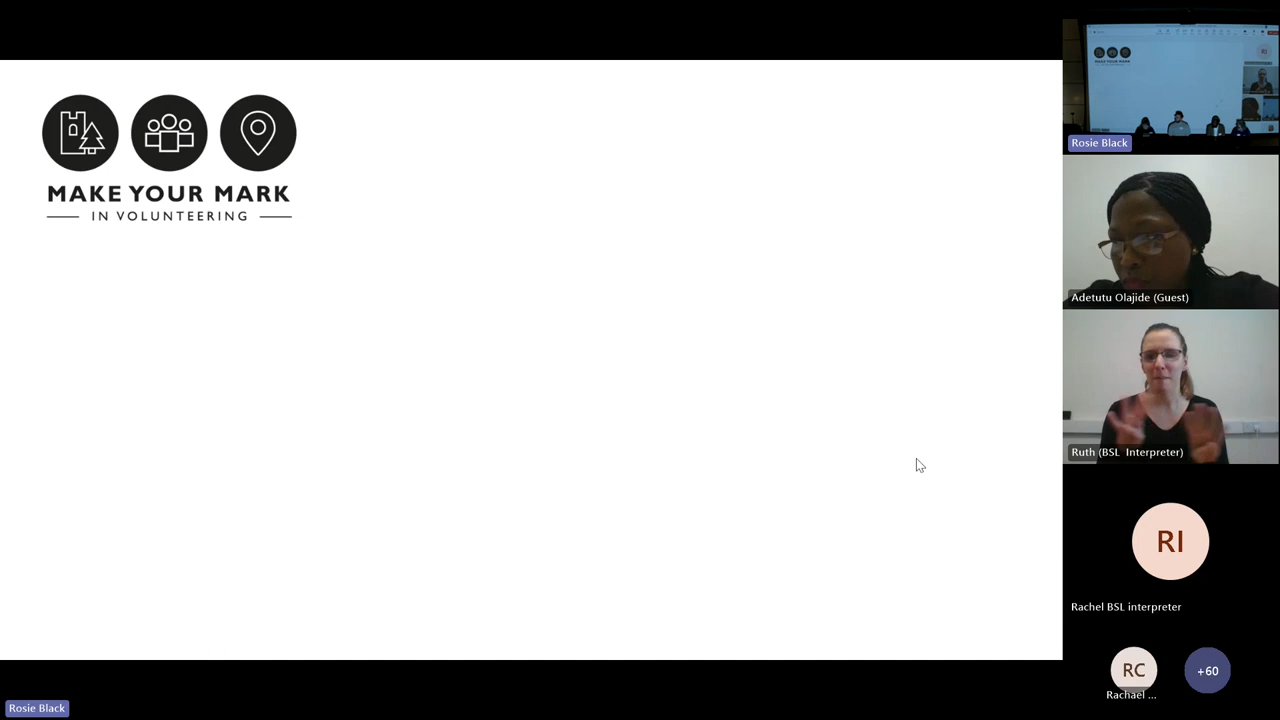 MAKE YOUR MARK
IN VOLUNTEERING
Rosie Black
Adetutu Olajide (Guest)
Ruth (BSL Interpreter)
RI
Rachel BSL interpreter
RC
+60
Rachael ...
Rosie Black